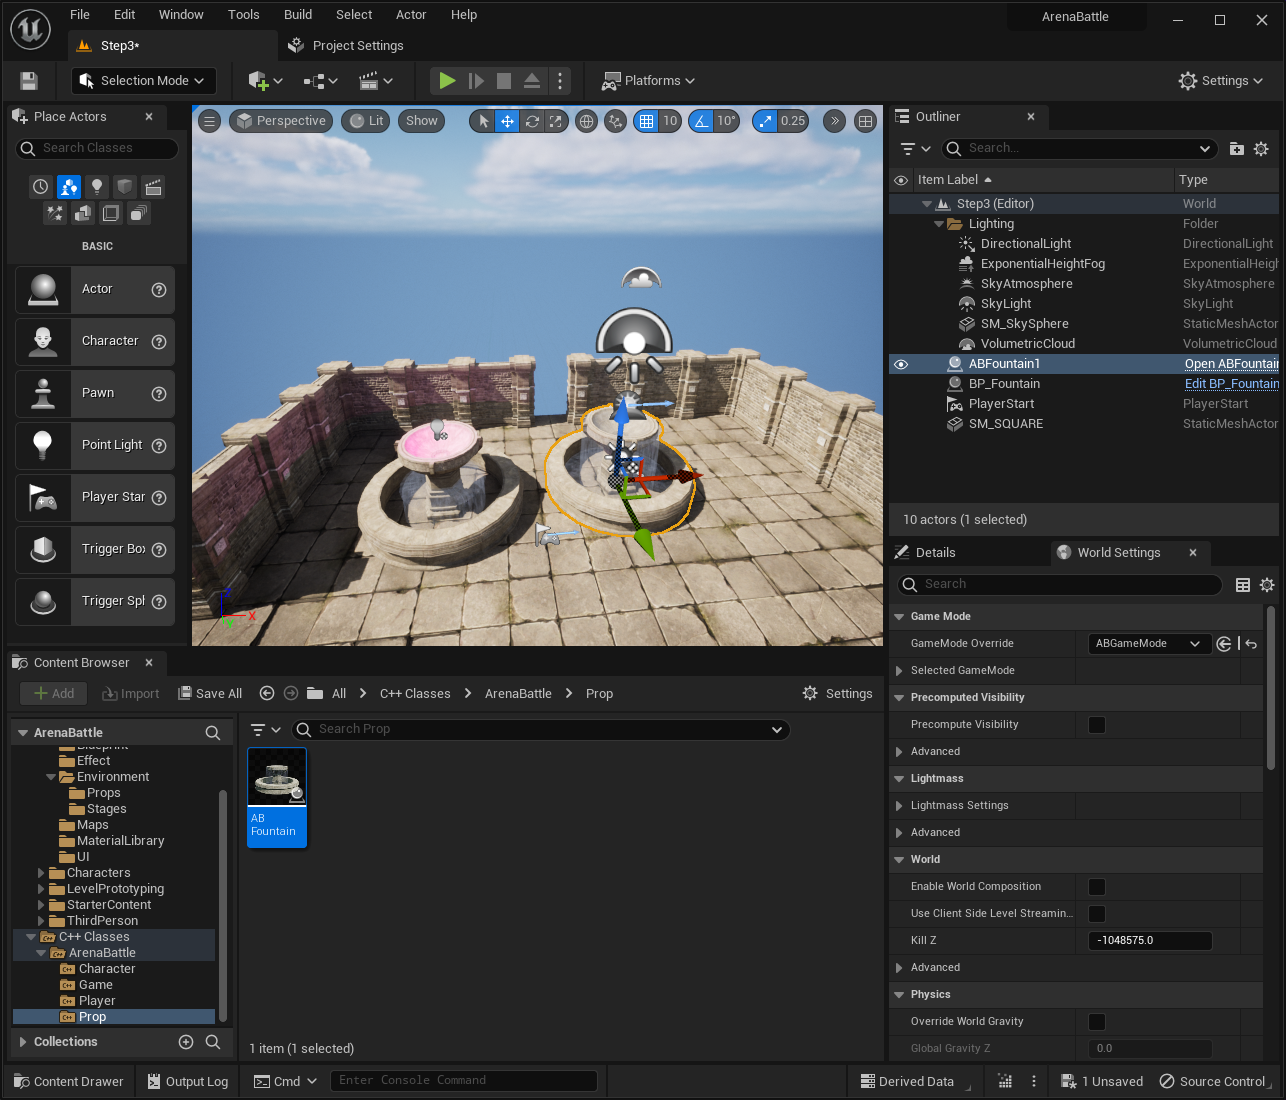 File Edit Window Tools Build Select Actor Help
ArenaBattle
Step3*
Project Settings
Selection Mode
Platforms
Settings
Place Actors
Search Classes
BASIC
Actor
Character
Pawn
Point Light
Player Star
Trigger Box
Trigger Sph
Perspective
Lit
Show
10
10°
0.25
Z
X
Y
Outliner
Search...
Item Label
Type
Step3 (Editor) World
Lighting Folder
DirectionalLight DirectionalLight
ExponentialHeightFog ExponentialHeigh
SkyAtmosphere SkyAtmosphere
SkyLight SkyLight
SM_SkySphere StaticMeshActor
VolumetricCloud VolumetricCloud
ABFountain1 Open ABFountain
BP_Fountain Edit BP_Fountain
PlayerStart PlayerStart
SM_SQUARE StaticMeshActor
10 actors (1 selected)
Details
World Settings
Search
Game Mode
GameMode Override ABGameMode
Selected GameMode
Precomputed Visibility
Precompute Visibility
Advanced
Lightmass
Lightmass Settings
Advanced
World
Enable World Composition
Use Client Side Level Streamin...
Kill Z -1048575.0
Advanced
Physics
Override World Gravity
Global Gravity Z 0.0
Content Browser
Add
Import
Save All
All
C++ Classes
ArenaBattle
Prop
Settings
ArenaBattle
Blueprint
Effect
Environment
Props
Stages
Maps
MaterialLibrary
UI
Characters
LevelPrototyping
StarterContent
ThirdPerson
C++ Classes
ArenaBattle
Character
Game
Player
Prop
Collections
Search Prop
AB
Fountain
1 item (1 selected)
Content Drawer
Output Log
Cmd
Enter Console Command
Derived Data
1 Unsaved
Source Control